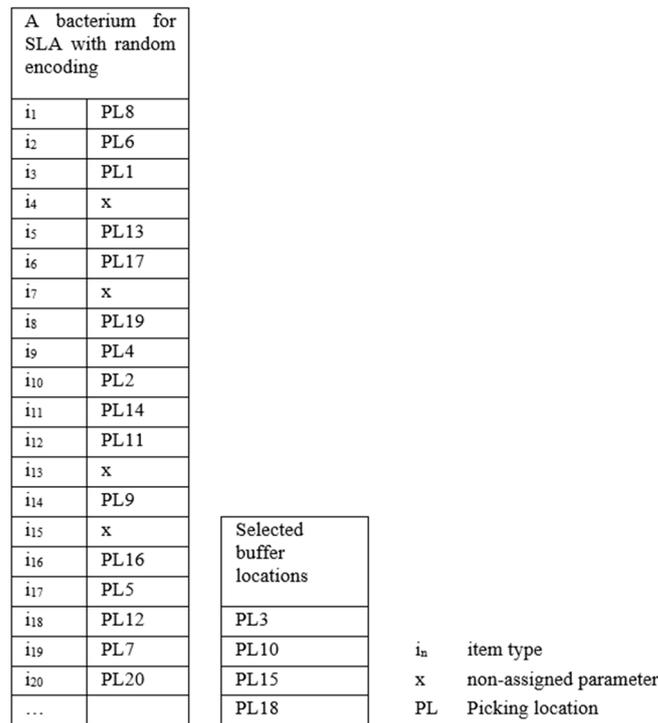 A bacterium for
SLA with random
encoding
i₁ PL8
i₂ PL6
i₃ PL1
i₄ x
i₅ PL13
i₆ PL17
i₇ x
i₈ PL19
i₉ PL4
i₁₀ PL2
i₁₁ PL14
i₁₂ PL11
i₁₃ x
i₁₄ PL9
i₁₅ x
i₁₆ PL16
i₁₇ PL5
i₁₈ PL12
i₁₉ PL7
i₂₀ PL20
...
Selected
buffer
locations
PL3
PL10
PL15
PL18
iₙ item type
x non-assigned parameter
PL Picking location